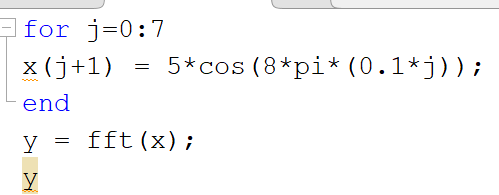 for j=0:7
x(j+1) = 5*cos(8*pi*(0.1*j));
end
y = fft(x);
y